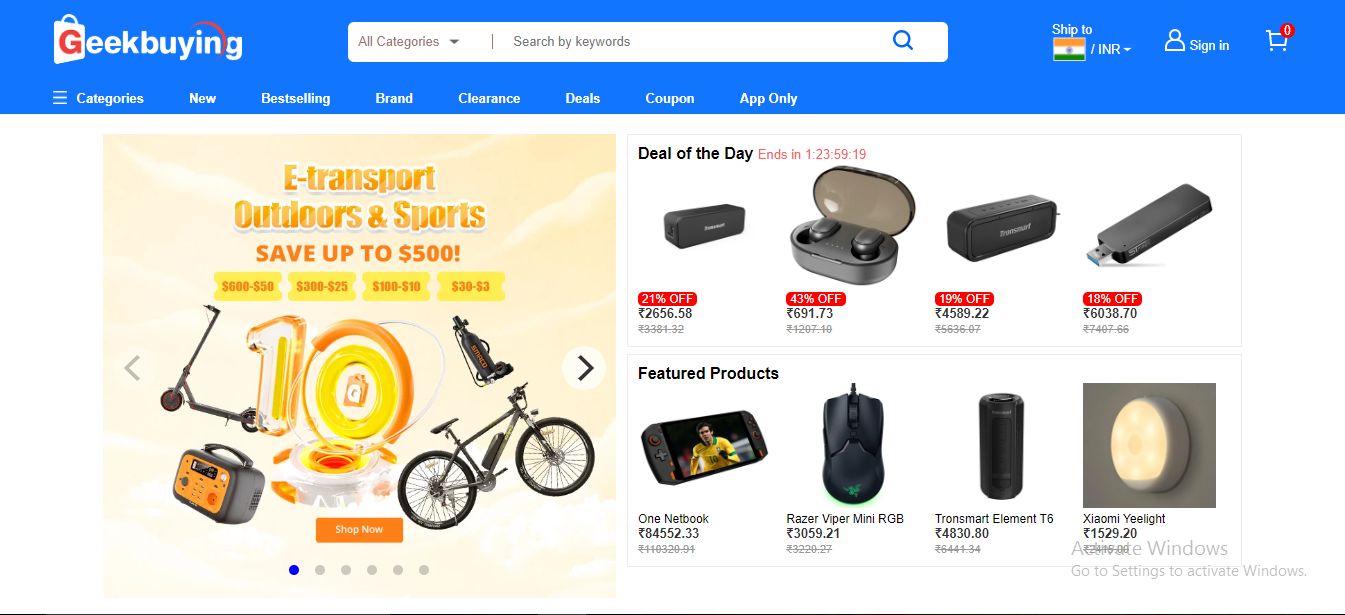 Geekbuying
All Categories
Search by keywords
Ship to
/ INR
Sign in
0
Categories
New
Bestselling
Brand
Clearance
Deals
Coupon
App Only
E-transport
Outdoors & Sports
SAVE UP TO $500!
$600-$50 $300-$25 $100-$10 $30-$3
10
G
Shop Now
Deal of the Day Ends in 1:23:59:19
Tronsmart
Tronsmart
21% OFF
₹2656.58
₹3381.32
43% OFF
₹691.73
₹1207.10
19% OFF
₹4589.22
₹5636.07
18% OFF
₹6038.70
₹7407.66
Featured Products
Tronsmart
One Netbook
₹84552.33
₹110320.91
Razer Viper Mini RGB
₹3059.21
₹3220.27
Tronsmart Element T6
₹4830.80
₹6441.34
Xiaomi Yeelight
₹1529.20
₹2415.00
Activate Windows
Go to Settings to activate Windows.